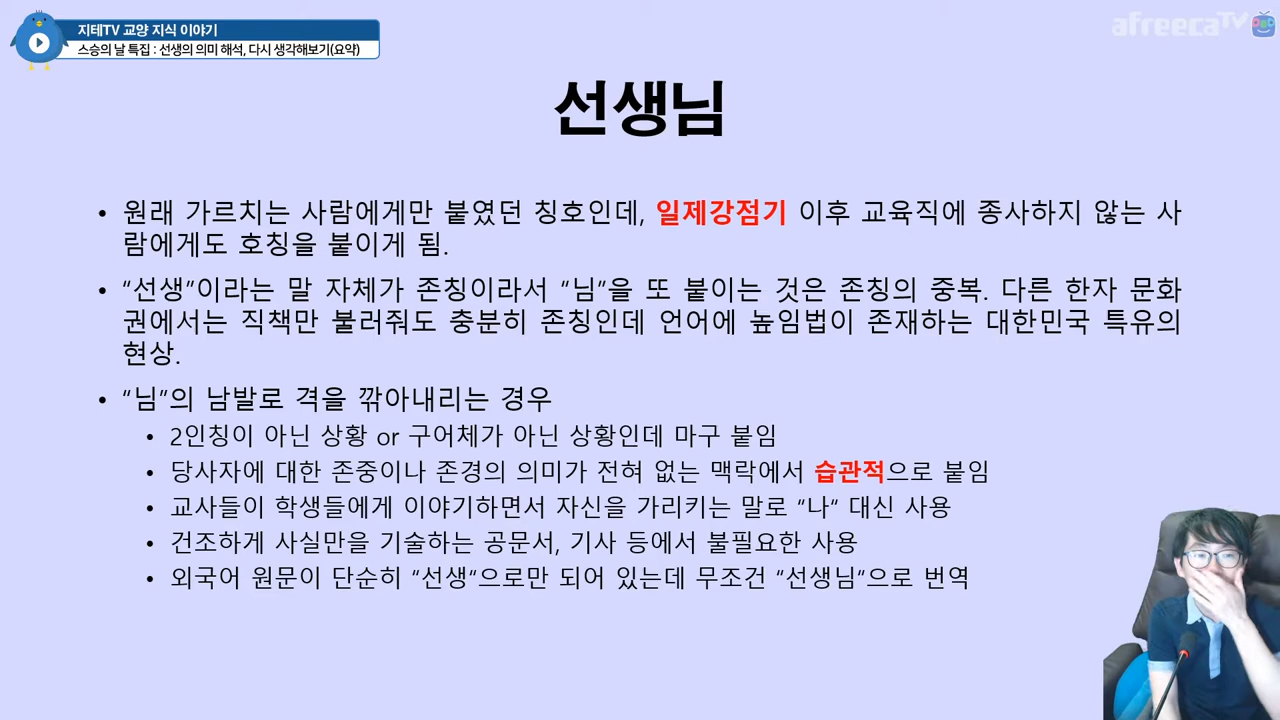 지테TV 교양 지식 이야기
스승의 날 특집 : 선생의 의미 해석, 다시 생각해보기(요약)
afreecaTV
선생님
• 원래 가르치는 사람에게만 붙였던 칭호인데, 일제강점기 이후 교육직에 종사하지 않는 사
람에게도 호칭을 붙이게 됨.
• “선생”이라는 말 자체가 존칭이라서 “님”을 또 붙이는 것은 존칭의 중복. 다른 한자 문화
권에서는 직책만 불러줘도 충분히 존칭인데 언어에 높임법이 존재하는 대한민국 특유의
현상.
• “님”의 남발로 격을 깎아내리는 경우
• 2인칭이 아닌 상황 or 구어체가 아닌 상황인데 마구 붙임
• 당사자에 대한 존중이나 존경의 의미가 전혀 없는 맥락에서 습관적으로 붙임
• 교사들이 학생들에게 이야기하면서 자신을 가리키는 말로 “나“ 대신 사용
• 건조하게 사실만을 기술하는 공문서, 기사 등에서 불필요한 사용
• 외국어 원문이 단순히 “선생“으로만 되어 있는데 무조건 “선생님”으로 번역